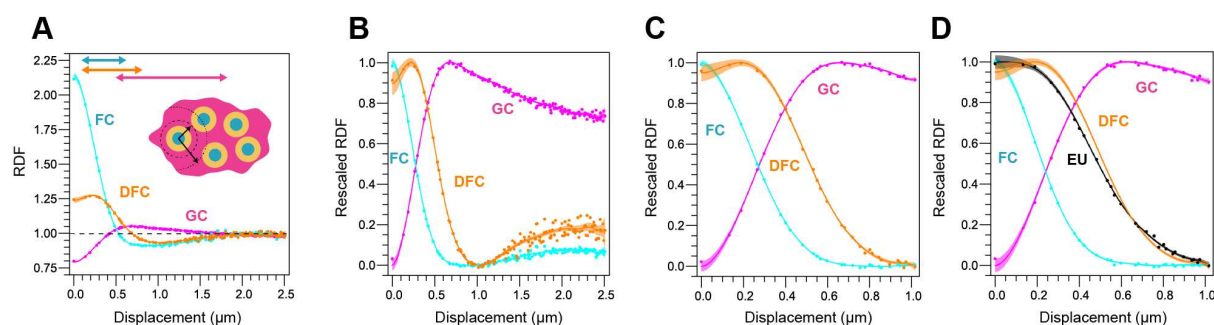 A
RDF
2.25
2.00
1.75
1.50
1.25
1.00
0.75
FC
DFC
GC
0.0 0.5 1.0 1.5 2.0 2.5
Displacement (µm)
B
Rescaled RDF
1.0
0.8
0.6
0.4
0.2
0.0
GC
DFC
FC
0.0 0.5 1.0 1.5 2.0 2.5
Displacement (µm)
C
Rescaled RDF
1.0
0.8
0.6
0.4
0.2
0.0
GC
FC
DFC
0.0 0.2 0.4 0.6 0.8 1.0
Displacement (µm)
D
Rescaled RDF
1.0
0.8
0.6
0.4
0.2
0.0
GC
DFC
FC
EU
0.0 0.2 0.4 0.6 0.8 1.0
Displacement (µm)